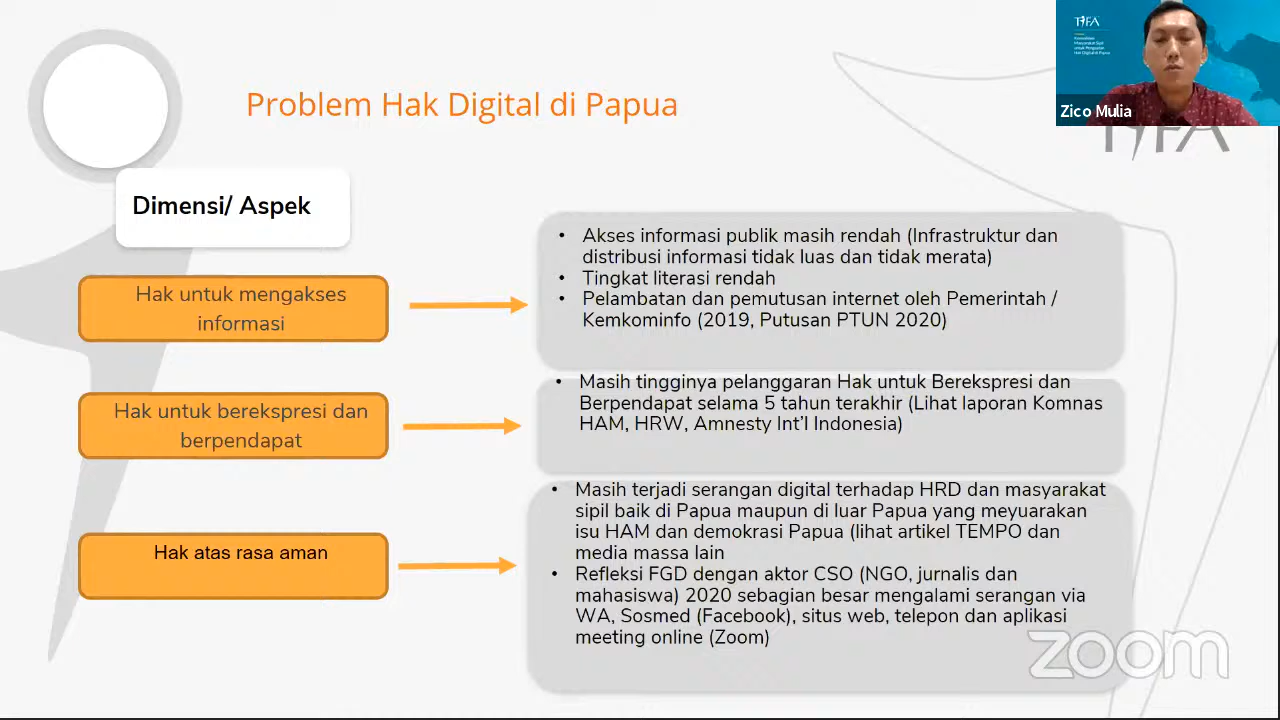 Problem Hak Digital di Papua
TIFA
Zico Mulia
TIFA
Dimensi/ Aspek
Hak untuk mengakses
informasi
• Akses informasi publik masih rendah (Infrastruktur dan
distribusi informasi tidak luas dan tidak merata)
• Tingkat literasi rendah
• Pelambatan dan pemutusan internet oleh Pemerintah /
Kemkominfo (2019, Putusan PTUN 2020)
Hak untuk berekspresi dan
berpendapat
• Masih tingginya pelanggaran Hak untuk Berekspresi dan
Berpendapat selama 5 tahun terakhir (Lihat laporan Komnas
HAM, HRW, Amnesty Int’l Indonesia)
Hak atas rasa aman
• Masih terjadi serangan digital terhadap HRD dan masyarakat
sipil baik di Papua maupun di luar Papua yang meyuarakan
isu HAM dan demokrasi Papua (lihat artikel TEMPO dan
media massa lain
• Refleksi FGD dengan aktor CSO (NGO, jurnalis dan
mahasiswa) 2020 sebagian besar mengalami serangan via
WA, Sosmed (Facebook), situs web, telepon dan aplikasi
meeting online (Zoom)
zoom